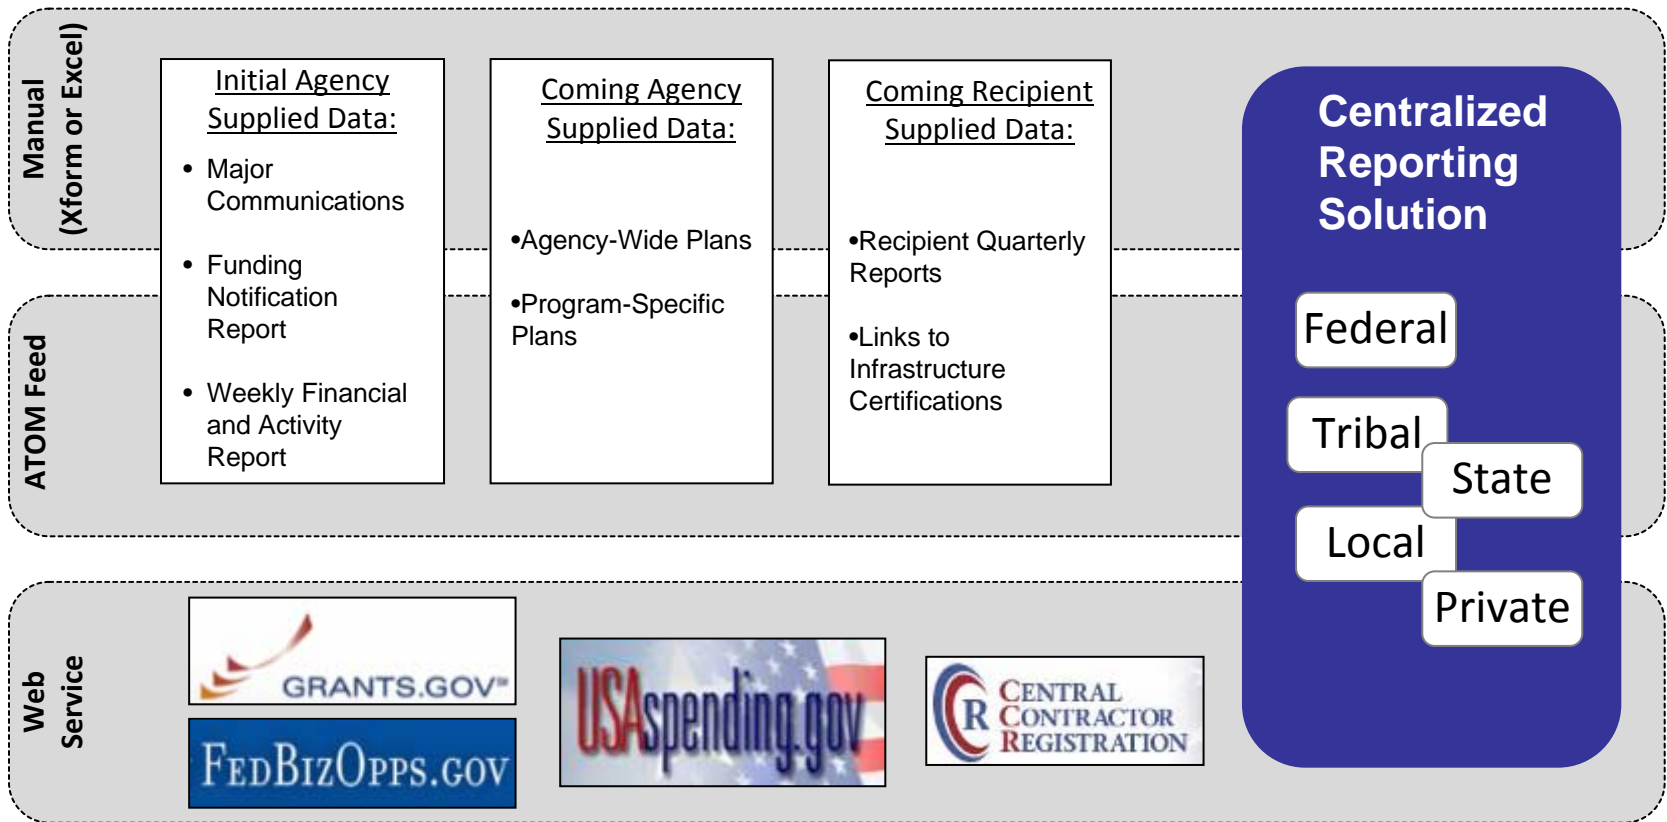 Manual
(Xform or Excel)
Initial Agency
Supplied Data:
• Major
Communications
• Funding
Notification
Report
• Weekly Financial
and Activity
Report
Coming Agency
Supplied Data:
•Agency-Wide Plans
•Program-Specific
Plans
Coming Recipient
Supplied Data:
•Recipient Quarterly
Reports
•Links to
Infrastructure
Certifications
Centralized
Reporting
Solution
Federal
Tribal
State
Local
Private
ATOM Feed
Web
Service
GRANTS.GOV℠
FEDBIZOPPS.GOV
USAspending.gov
CENTRAL
CONTRACTOR
REGISTRATION